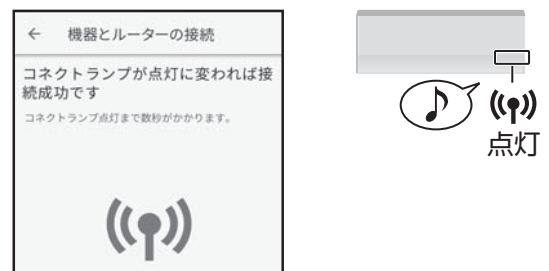 ← 機器とルーターの接続
コネクトランプが点灯に変われば接
続成功です
コネクトランプ点灯まで数秒がかかります。
点灯